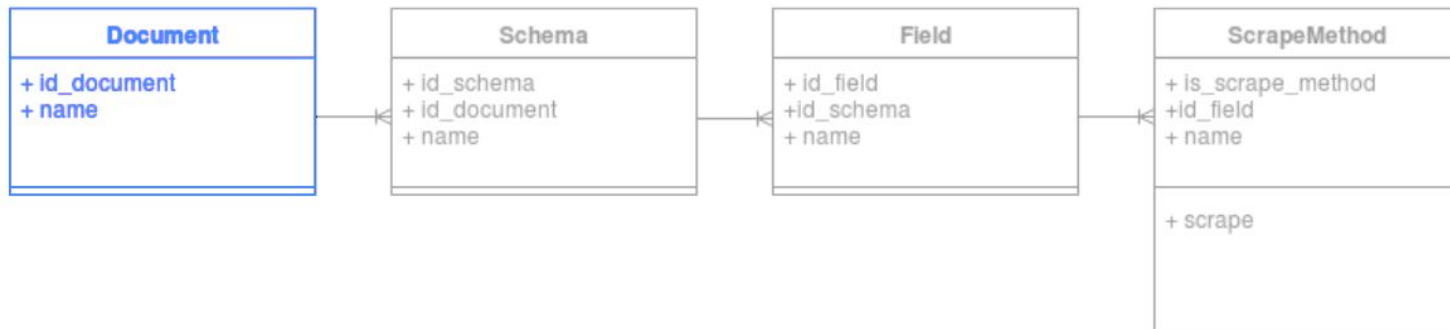 Document
+ id_document
+ name
Schema
+ id_schema
+ id_document
+ name
Field
+ id_field
+id_schema
+ name
ScrapeMethod
+ is_scrape_method
+id_field
+ name
+ scrape